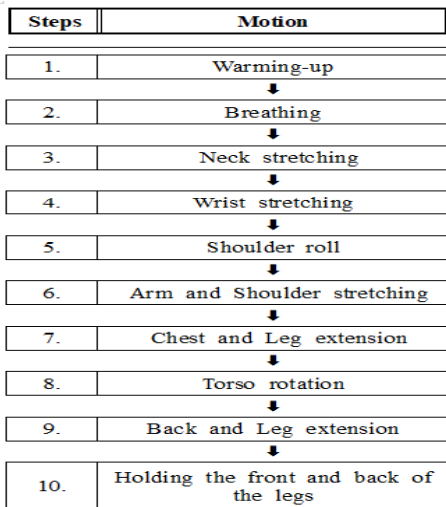 Steps Motion
1. Warming-up
2. Breathing
3. Neck stretching
4. Wrist stretching
5. Shoulder roll
6. Arm and Shoulder stretching
7. Chest and Leg extension
8. Torso rotation
9. Back and Leg extension
10. Holding the front and back of
the legs